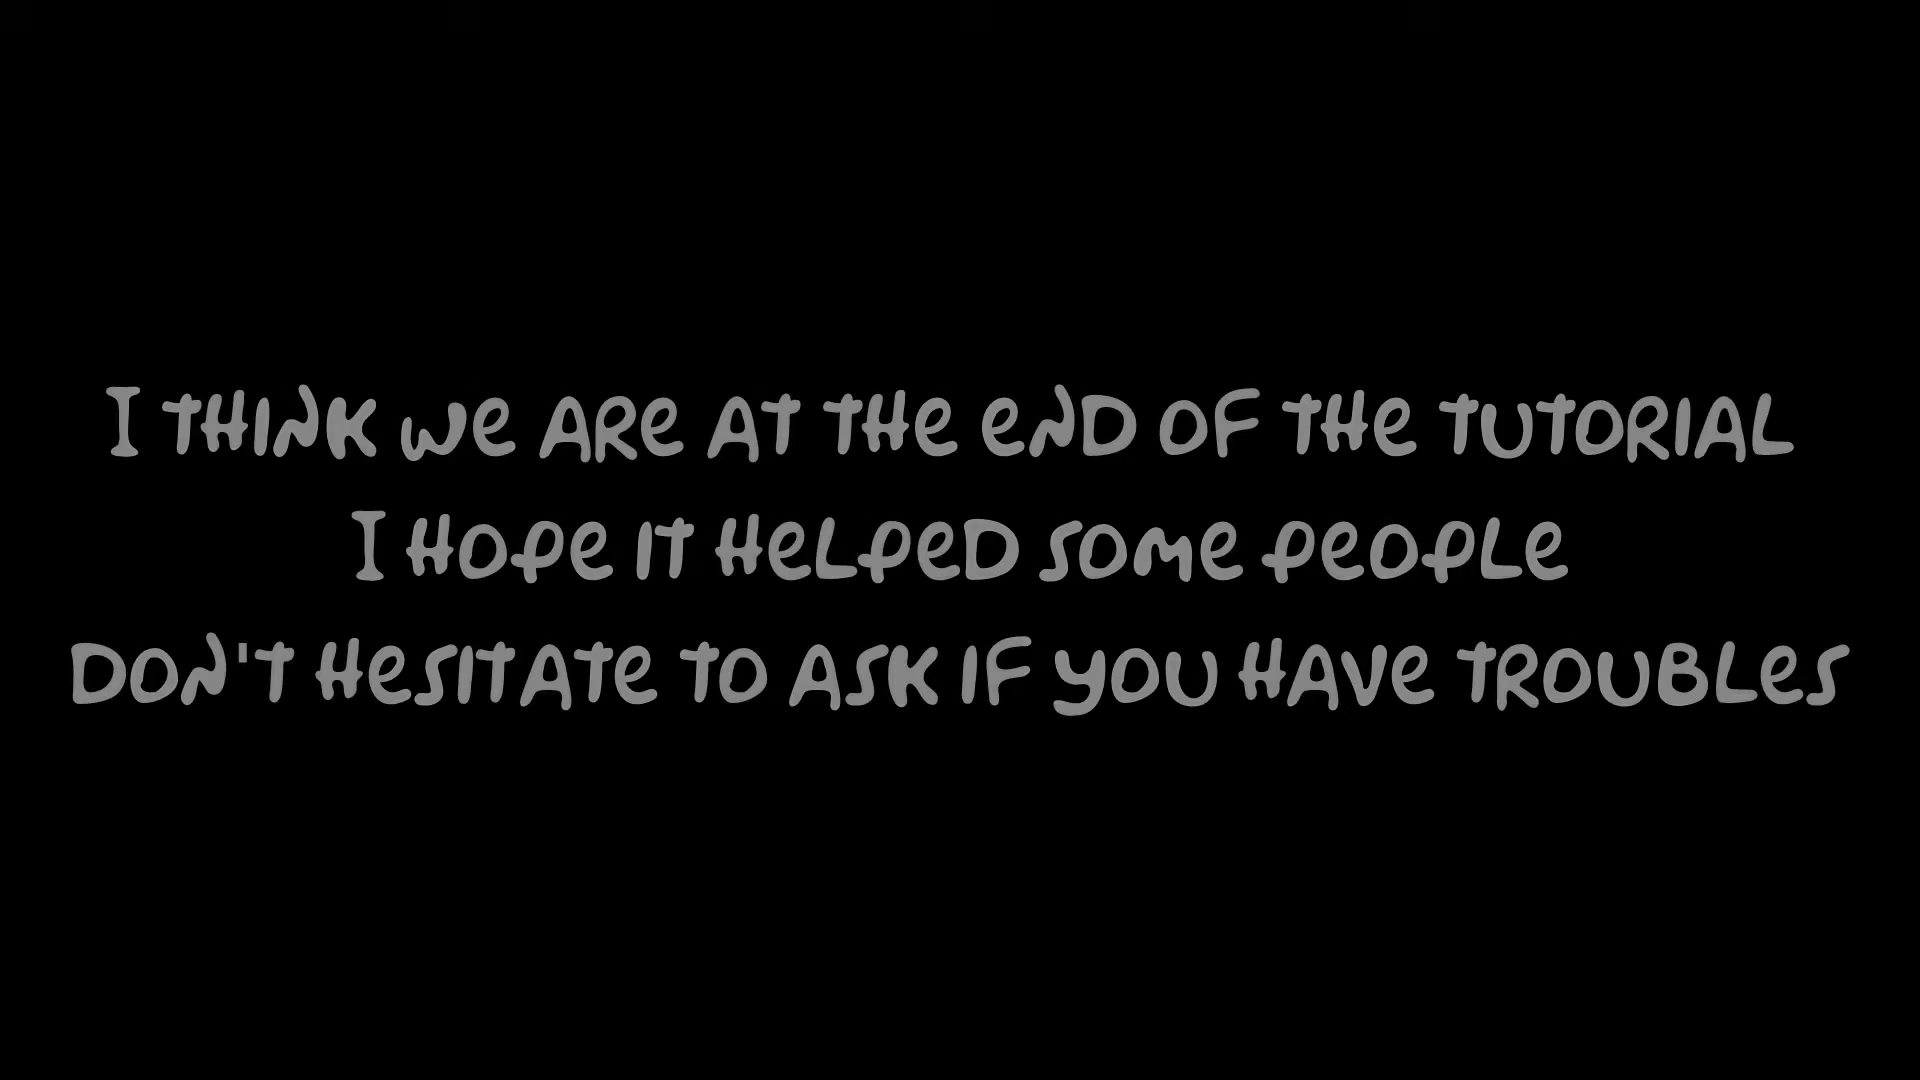 I THINK WE ARE AT THE END OF THE TUTORIAL
I HOPE IT HELPED SOME PEOPLE
DON'T HESITATE TO ASK IF YOU HAVE TROUBLES